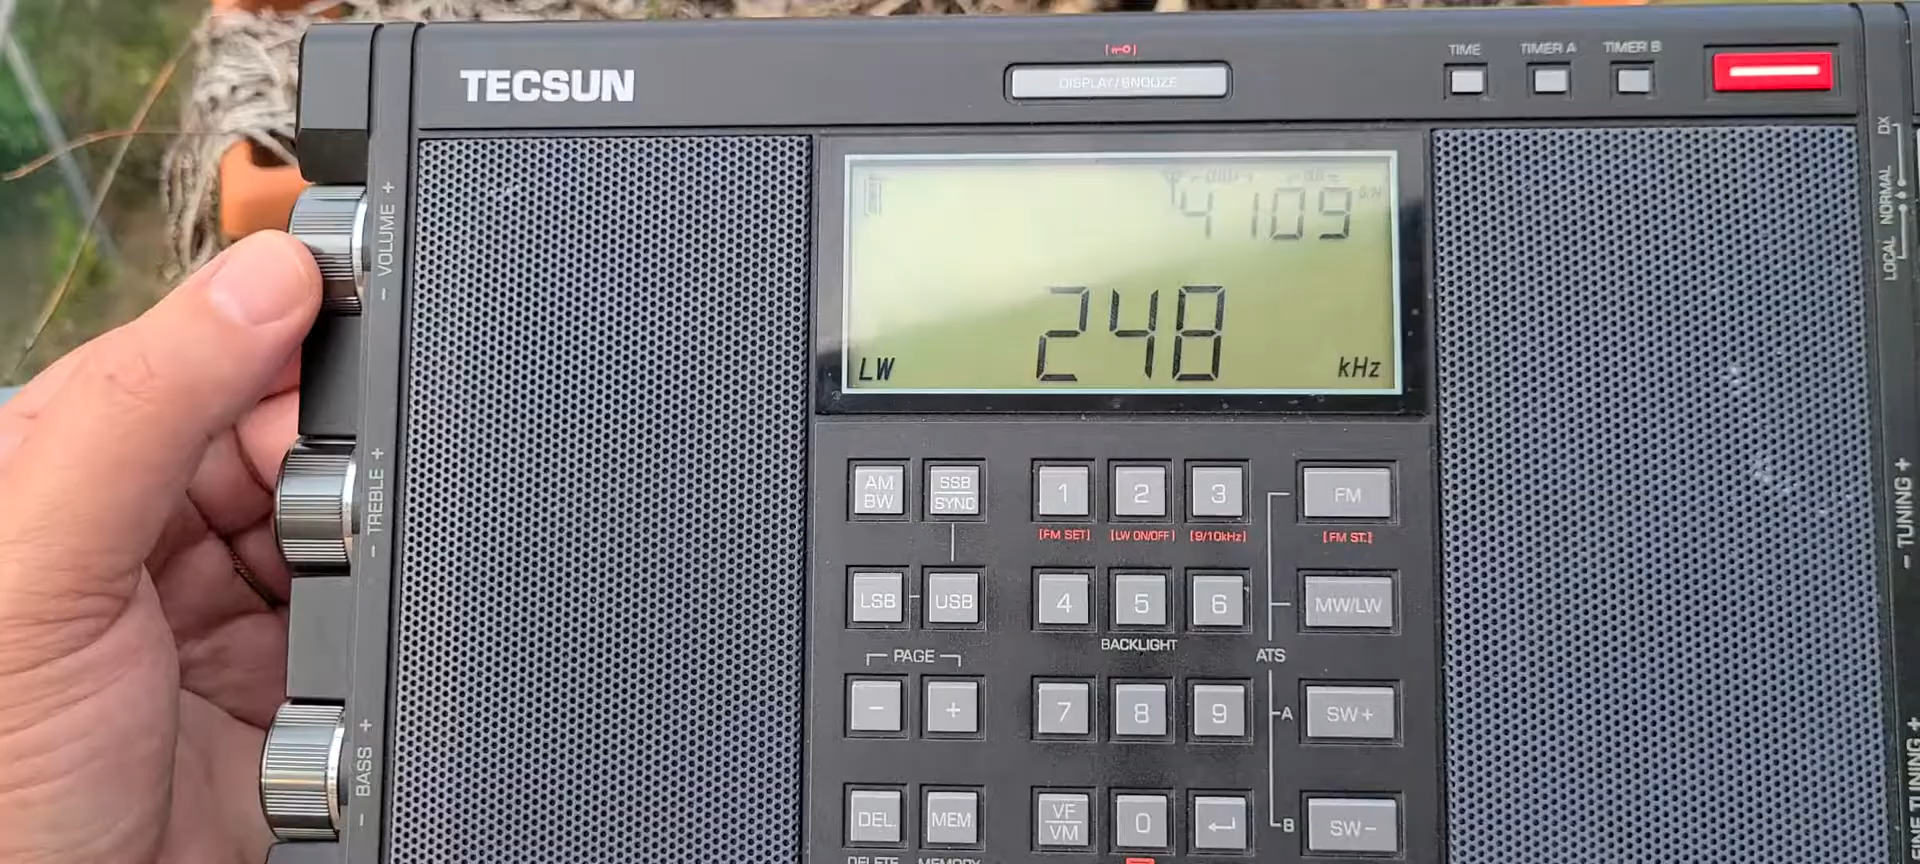 [⊶]
TIME TIMER A TIMER B
TECSUN
DISPLAY/SNOOZE
4109 S/N
248
LW kHz
- VOLUME +
- TREBLE +
- BASS +
DX
NORMAL
LOCAL
- TUNING +
FINE TUNING +
AM BW
SSB SYNC
1 2 3 FM
[FM SET] [LW ON/OFF] [9/10kHz] [FM ST.]
LSB - USB 4 5 6 MW/LW
BACKLIGHT
PAGE ATS
- + 7 8 9 A SW+
DEL. MEM. VF VM 0 ↵ B SW-
DELETE MEMORY